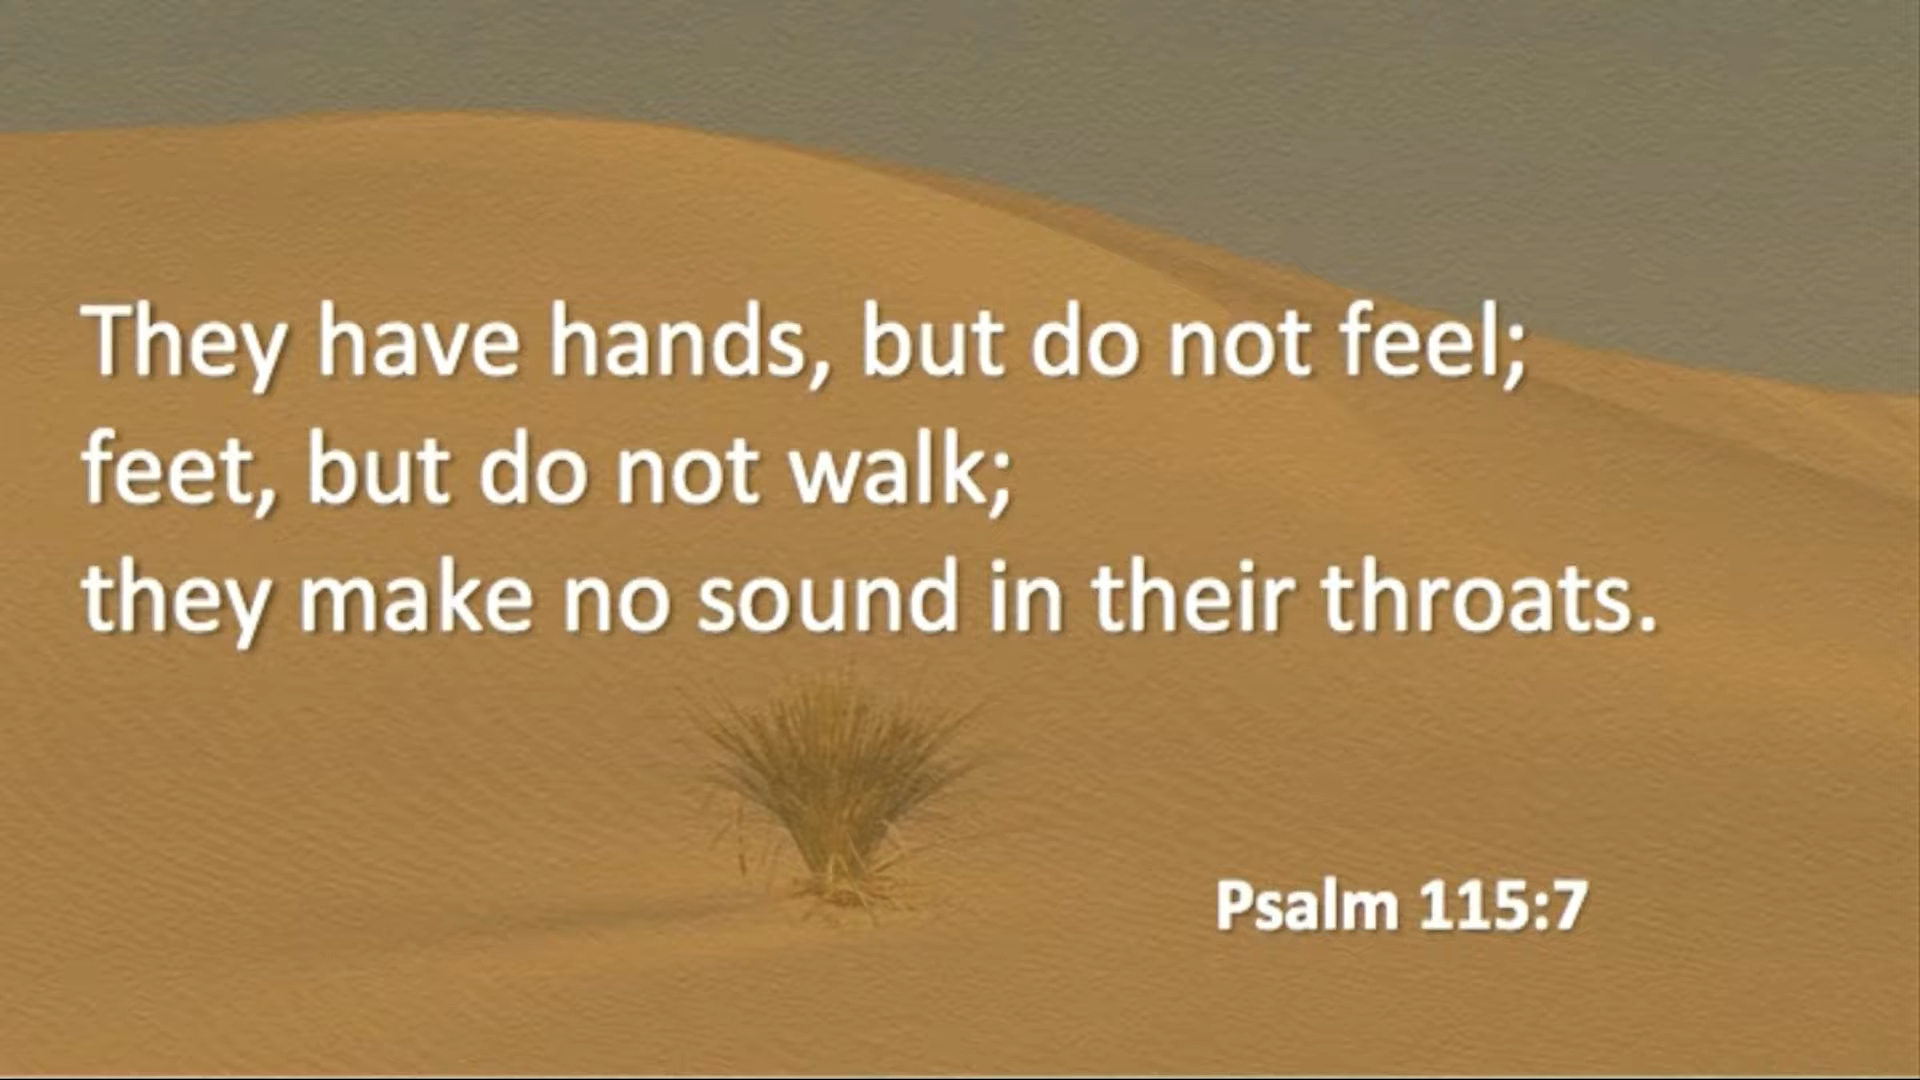 They have hands, but do not feel;
feet, but do not walk;
they make no sound in their throats.
Psalm 115:7